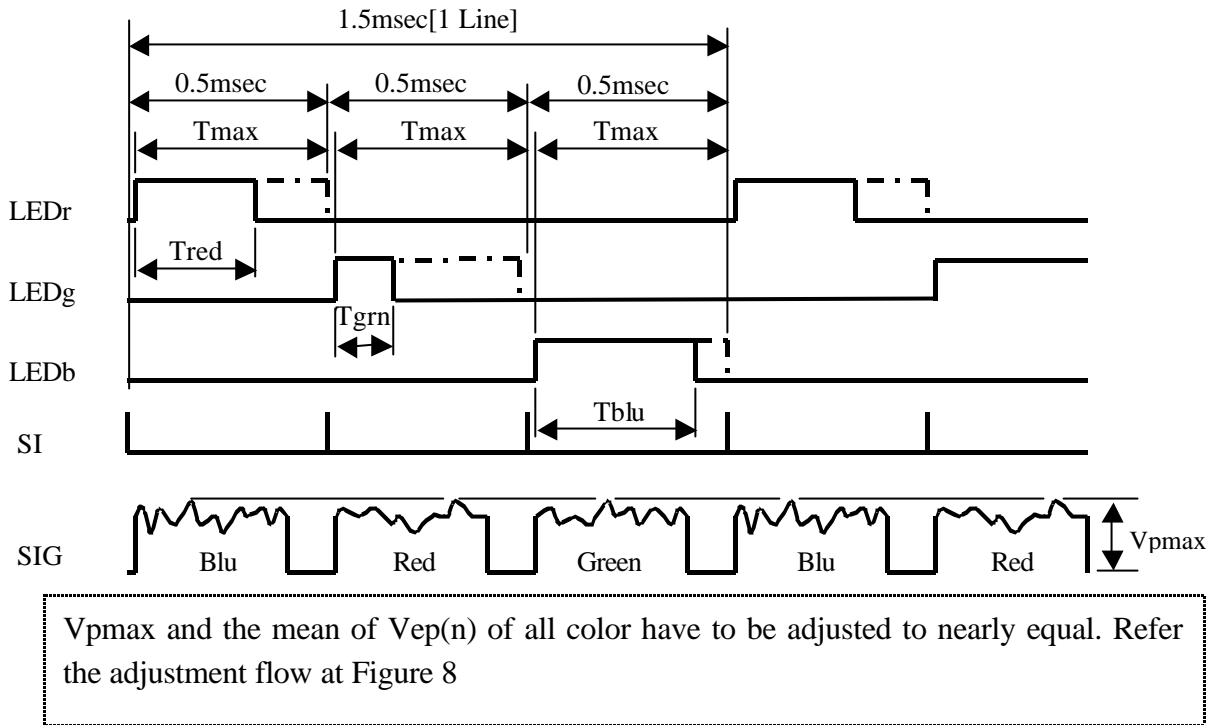 1.5msec[1 Line]
0.5msec 0.5msec 0.5msec
Tmax Tmax Tmax
LEDr
Tred
LEDg
Tgrn
LEDb
Tblu
SI
SIG Blu Red Green Blu Red Vpmax
Vpmax and the mean of Vep(n) of all color have to be adjusted to nearly equal. Refer
the adjustment flow at Figure 8